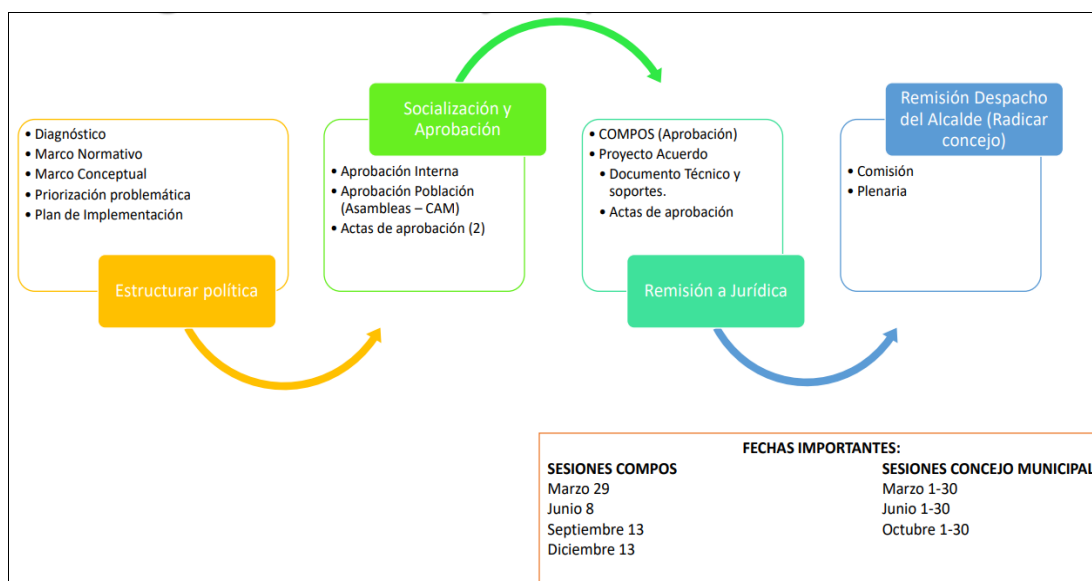 • Diagnóstico
• Marco Normativo
• Marco Conceptual
• Priorización problemática
• Plan de Implementación
Estructurar política
Socialización y
Aprobación
• Aprobación Interna
• Aprobación Población
(Asambleas – CAM)
• Actas de aprobación (2)
• COMPOS (Aprobación)
• Proyecto Acuerdo
• Documento Técnico y
soportes.
• Actas de aprobación
Remisión a Jurídica
Remisión Despacho
del Alcalde (Radicar
concejo)
• Comisión
• Plenaria
FECHAS IMPORTANTES:
SESIONES COMPOS
Marzo 29
Junio 8
Septiembre 13
Diciembre 13
SESIONES CONCEJO MUNICIPAL
Marzo 1-30
Junio 1-30
Octubre 1-30